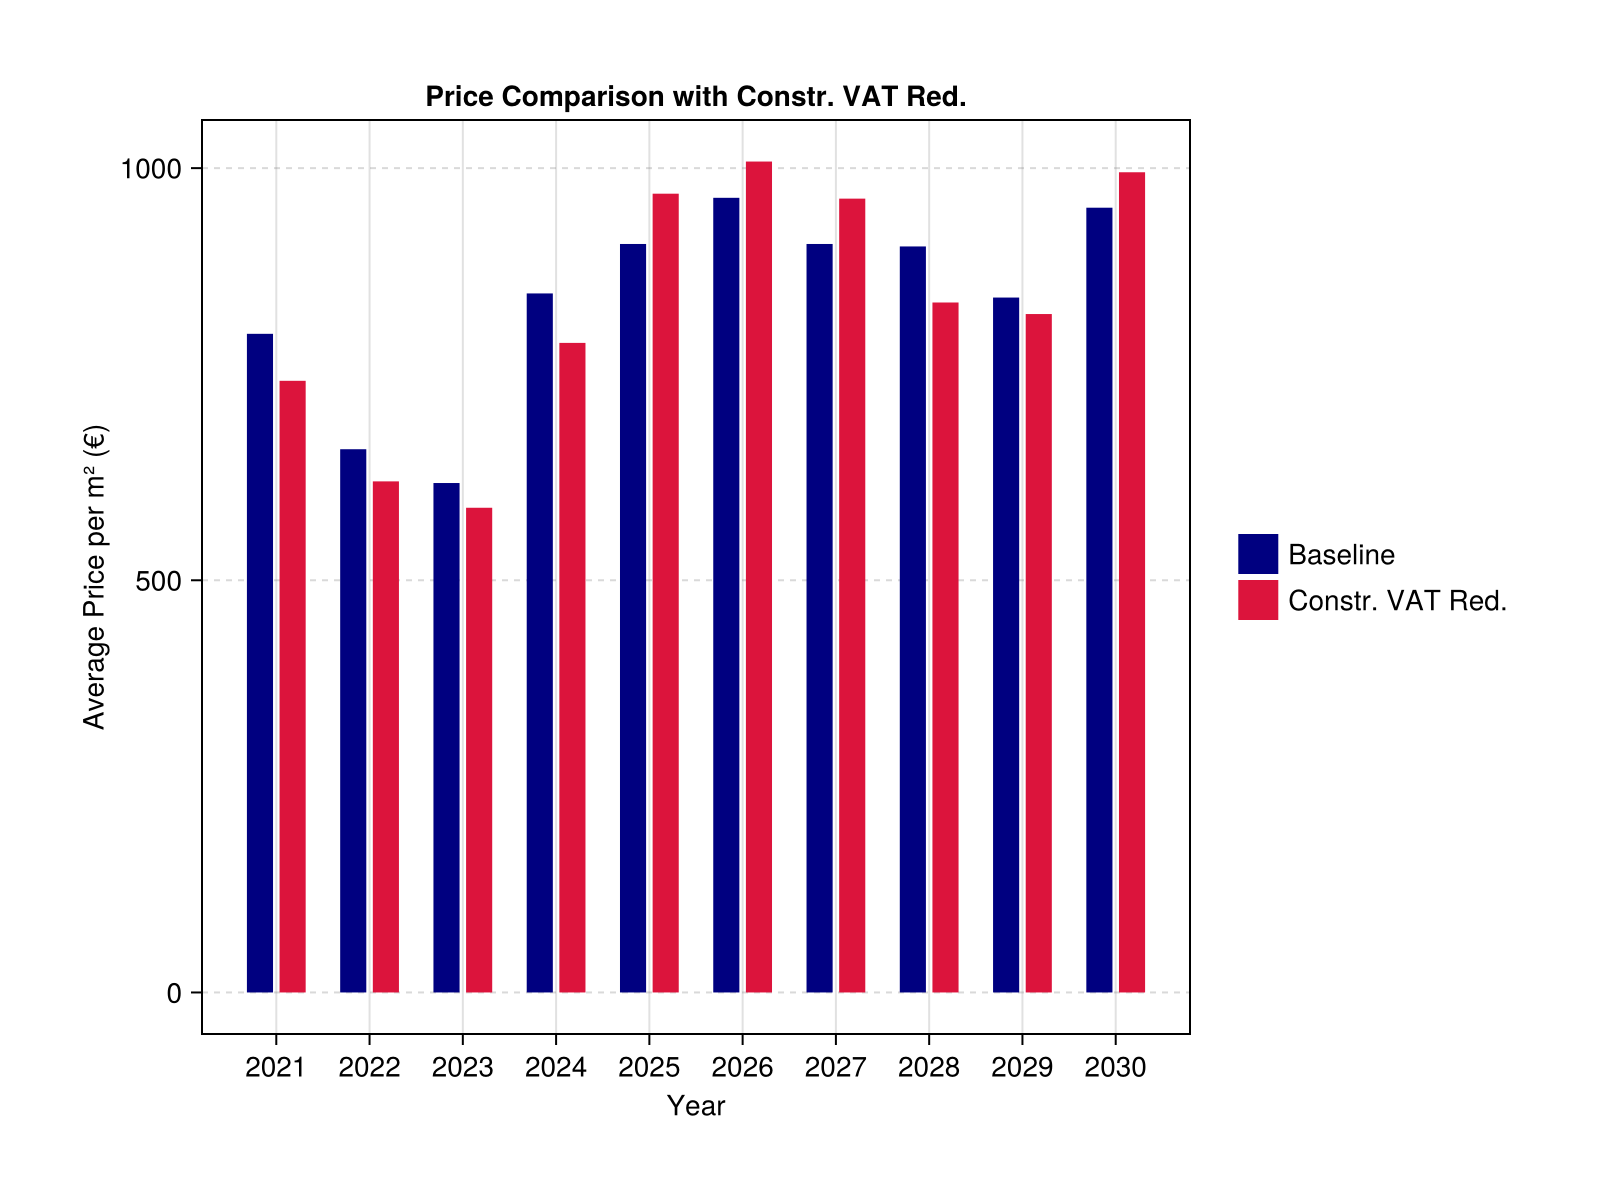 Price Comparison with Constr. VAT Red.
Average Price per m² (€)
1000
500
0
2021 2022 2023 2024 2025 2026 2027 2028 2029 2030
Year
Baseline
Constr. VAT Red.